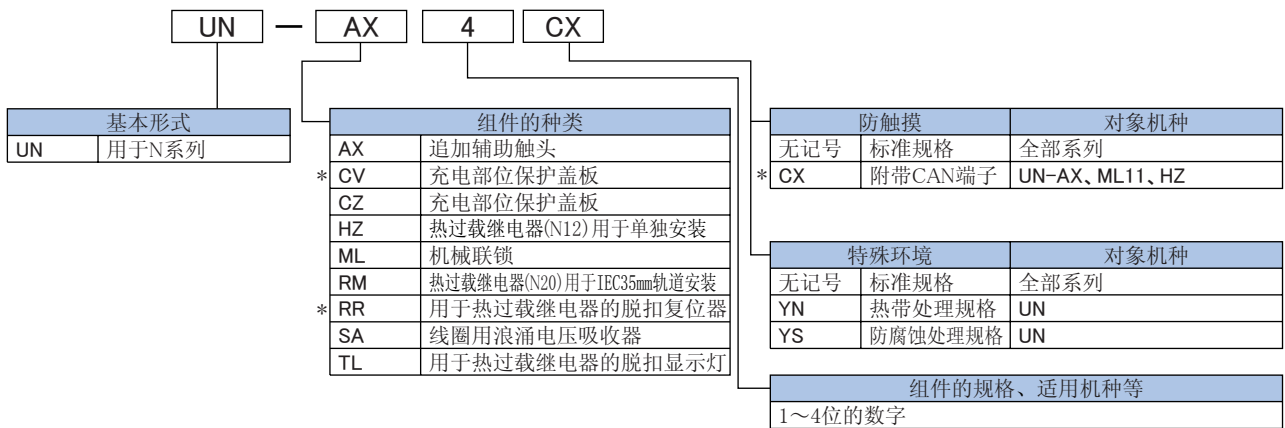 UN — AX 4 CX
基本形式
UN 用于N系列
组件的种类
AX 追加辅助触头
* CV 充电部位保护盖板
CZ 充电部位保护盖板
HZ 热过载继电器(N12)用于单独安装
ML 机械联锁
RM 热过载继电器(N20)用于IEC35mm轨道安装
* RR 用于热过载继电器的脱扣复位器
SA 线圈用浪涌电压吸收器
TL 用于热过载继电器的脱扣显示灯
防触摸 对象机种
无记号 标准规格 全部系列
* CX 附带CAN端子 UN-AX、ML11、HZ
特殊环境 对象机种
无记号 标准规格 全部系列
YN 热带处理规格 UN
YS 防腐蚀处理规格 UN
组件的规格、适用机种等
1～4位的数字